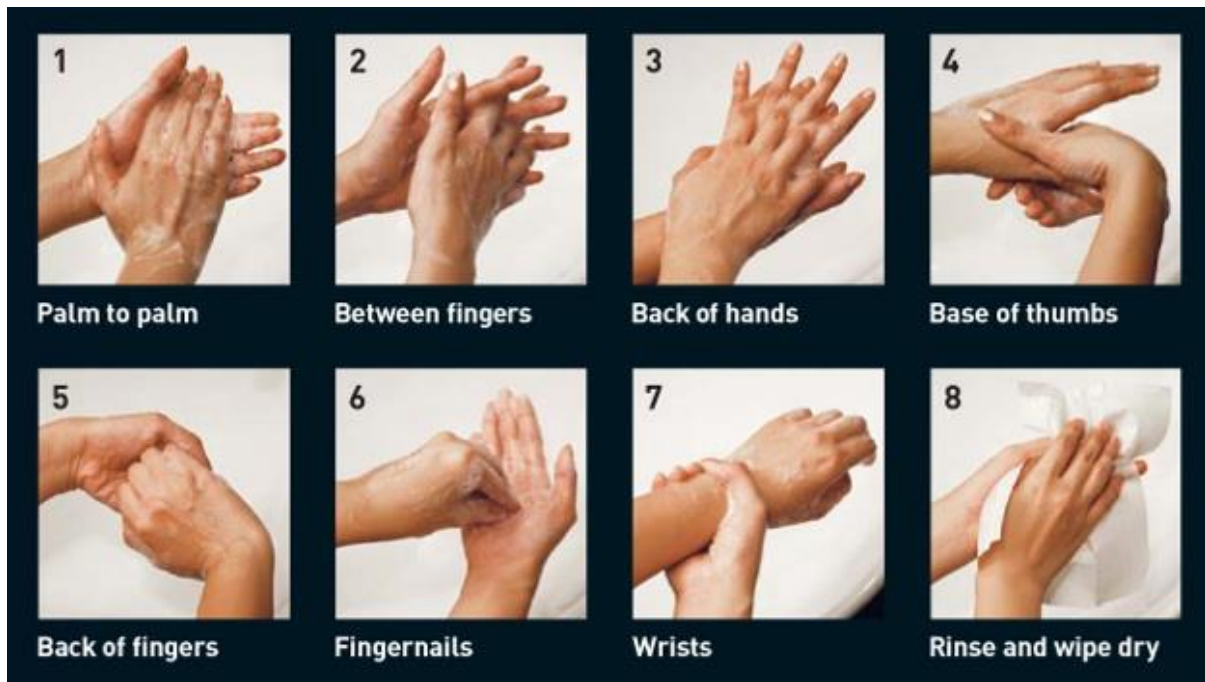 1
2
3
4
Palm to palm
Between fingers
Back of hands
Base of thumbs
5
6
7
8
Back of fingers
Fingernails
Wrists
Rinse and wipe dry